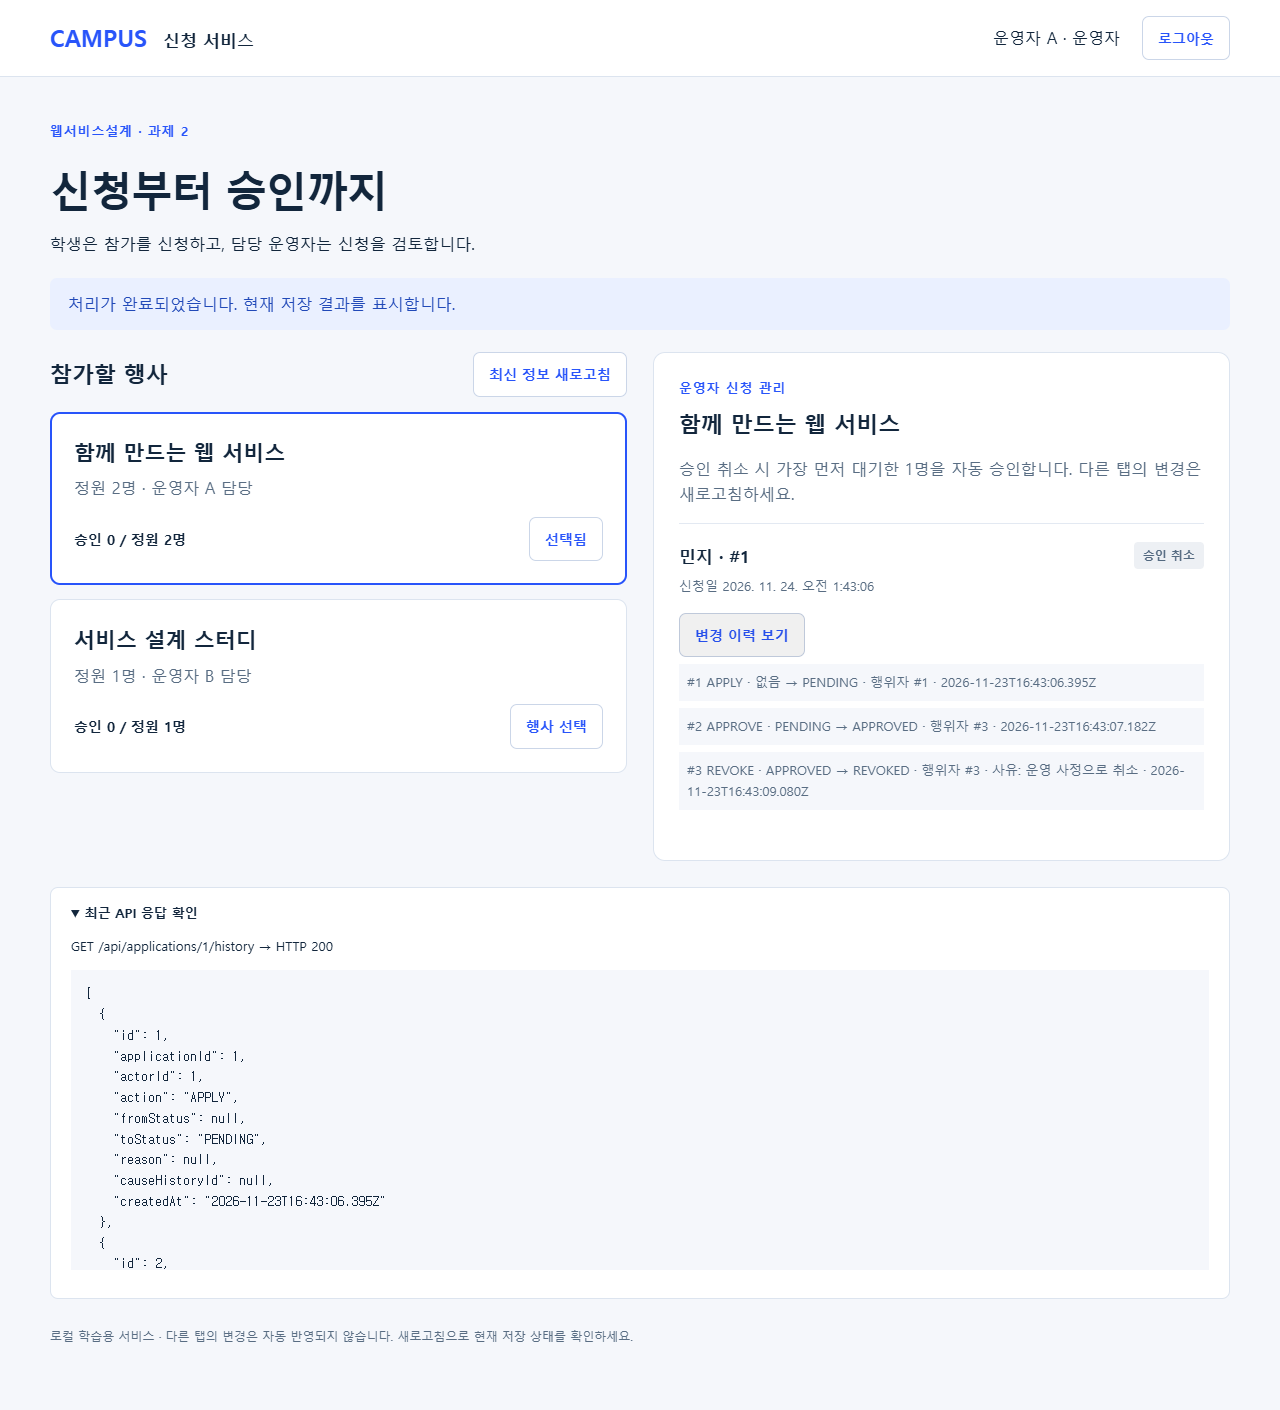 CAMPUS 신청 서비스
운영자 A · 운영자
로그아웃
웹서비스설계 · 과제 2
신청부터 승인까지
학생은 참가를 신청하고, 담당 운영자는 신청을 검토합니다.
처리가 완료되었습니다. 현재 저장 결과를 표시합니다.
참가할 행사
최신 정보 새로고침
함께 만드는 웹 서비스
정원 2명 · 운영자 A 담당
승인 0 / 정원 2명
선택됨
서비스 설계 스터디
정원 1명 · 운영자 B 담당
승인 0 / 정원 1명
행사 선택
운영자 신청 관리
함께 만드는 웹 서비스
승인 취소 시 가장 먼저 대기한 1명을 자동 승인합니다. 다른 탭의 변경은
새로고침하세요.
민지 · #1
승인 취소
신청일 2026. 11. 24. 오전 1:43:06
변경 이력 보기
#1 APPLY · 없음 → PENDING · 행위자 #1 · 2026-11-23T16:43:06.395Z
#2 APPROVE · PENDING → APPROVED · 행위자 #3 · 2026-11-23T16:43:07.182Z
#3 REVOKE · APPROVED → REVOKED · 행위자 #3 · 사유: 운영 사정으로 취소 · 2026-
11-23T16:43:09.080Z
▼ 최근 API 응답 확인
GET /api/applications/1/history → HTTP 200
[
{
"id": 1,
"applicationId": 1,
"actorId": 1,
"action": "APPLY",
"fromStatus": null,
"toStatus": "PENDING",
"reason": null,
"causeHistoryId": null,
"createdAt": "2026-11-23T16:43:06.395Z"
},
{
"id": 2,
로컬 학습용 서비스 · 다른 탭의 변경은 자동 반영되지 않습니다. 새로고침으로 현재 저장 상태를 확인하세요.